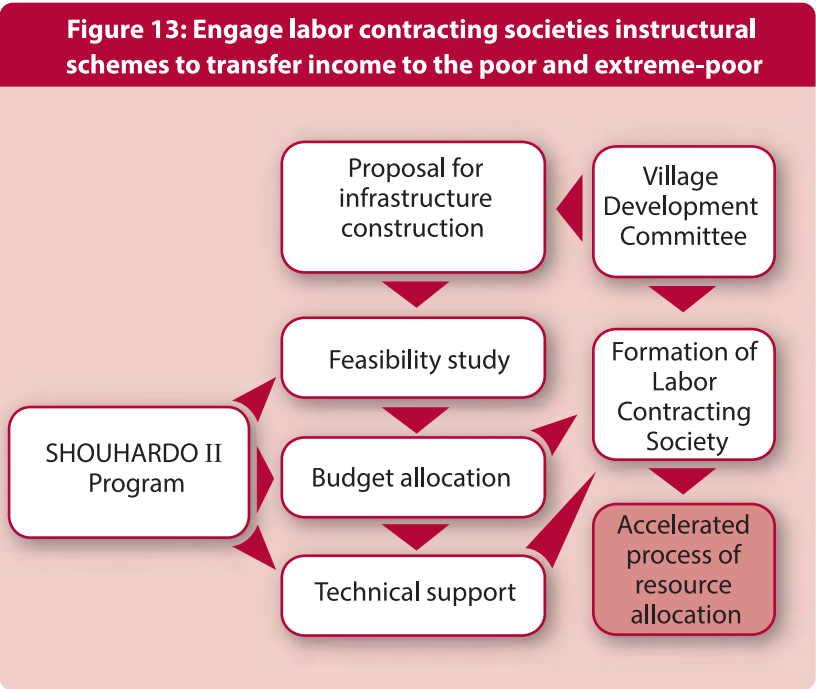 Figure 13: Engage labor contracting societies instructural
schemes to transfer income to the poor and extreme-poor
Proposal for
infrastructure
construction
Village
Development
Committee
Feasibility study
Formation of
Labor
Contracting
Society
SHOUHARDO II
Program
Budget allocation
Technical support
Accelerated
process of
resource
allocation